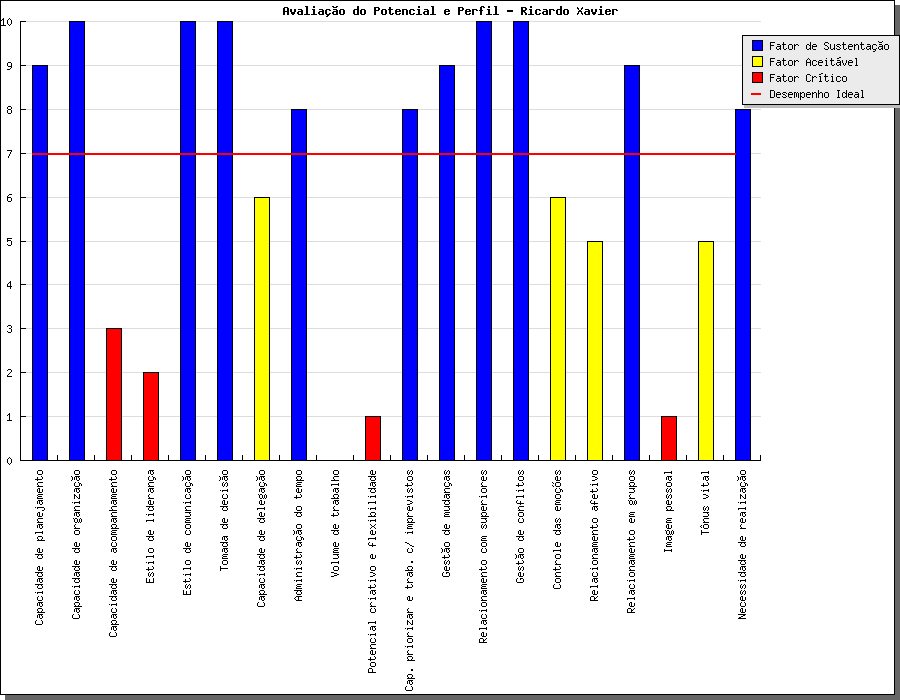 Avaliação do Potencial e Perfil - Ricardo Xavier
Fator de Sustentação
Fator Aceitável
Fator Crítico
Desempenho Ideal
10
9
8
7
6
5
4
3
2
1
0
Capacidade de planejamento
Capacidade de organização
Capacidade de acompanhamento
Estilo de liderança
Estilo de comunicação
Tomada de decisão
Capacidade de delegação
Administração do tempo
Volume de trabalho
Potencial criativo e flexibilidade
Cap. priorizar e trab. c/ imprevistos
Gestão de mudanças
Relacionamento com superiores
Gestão de conflitos
Controle das emoções
Relacionamento afetivo
Relacionamento em grupos
Imagem pessoal
Tônus vital
Necessidade de realização